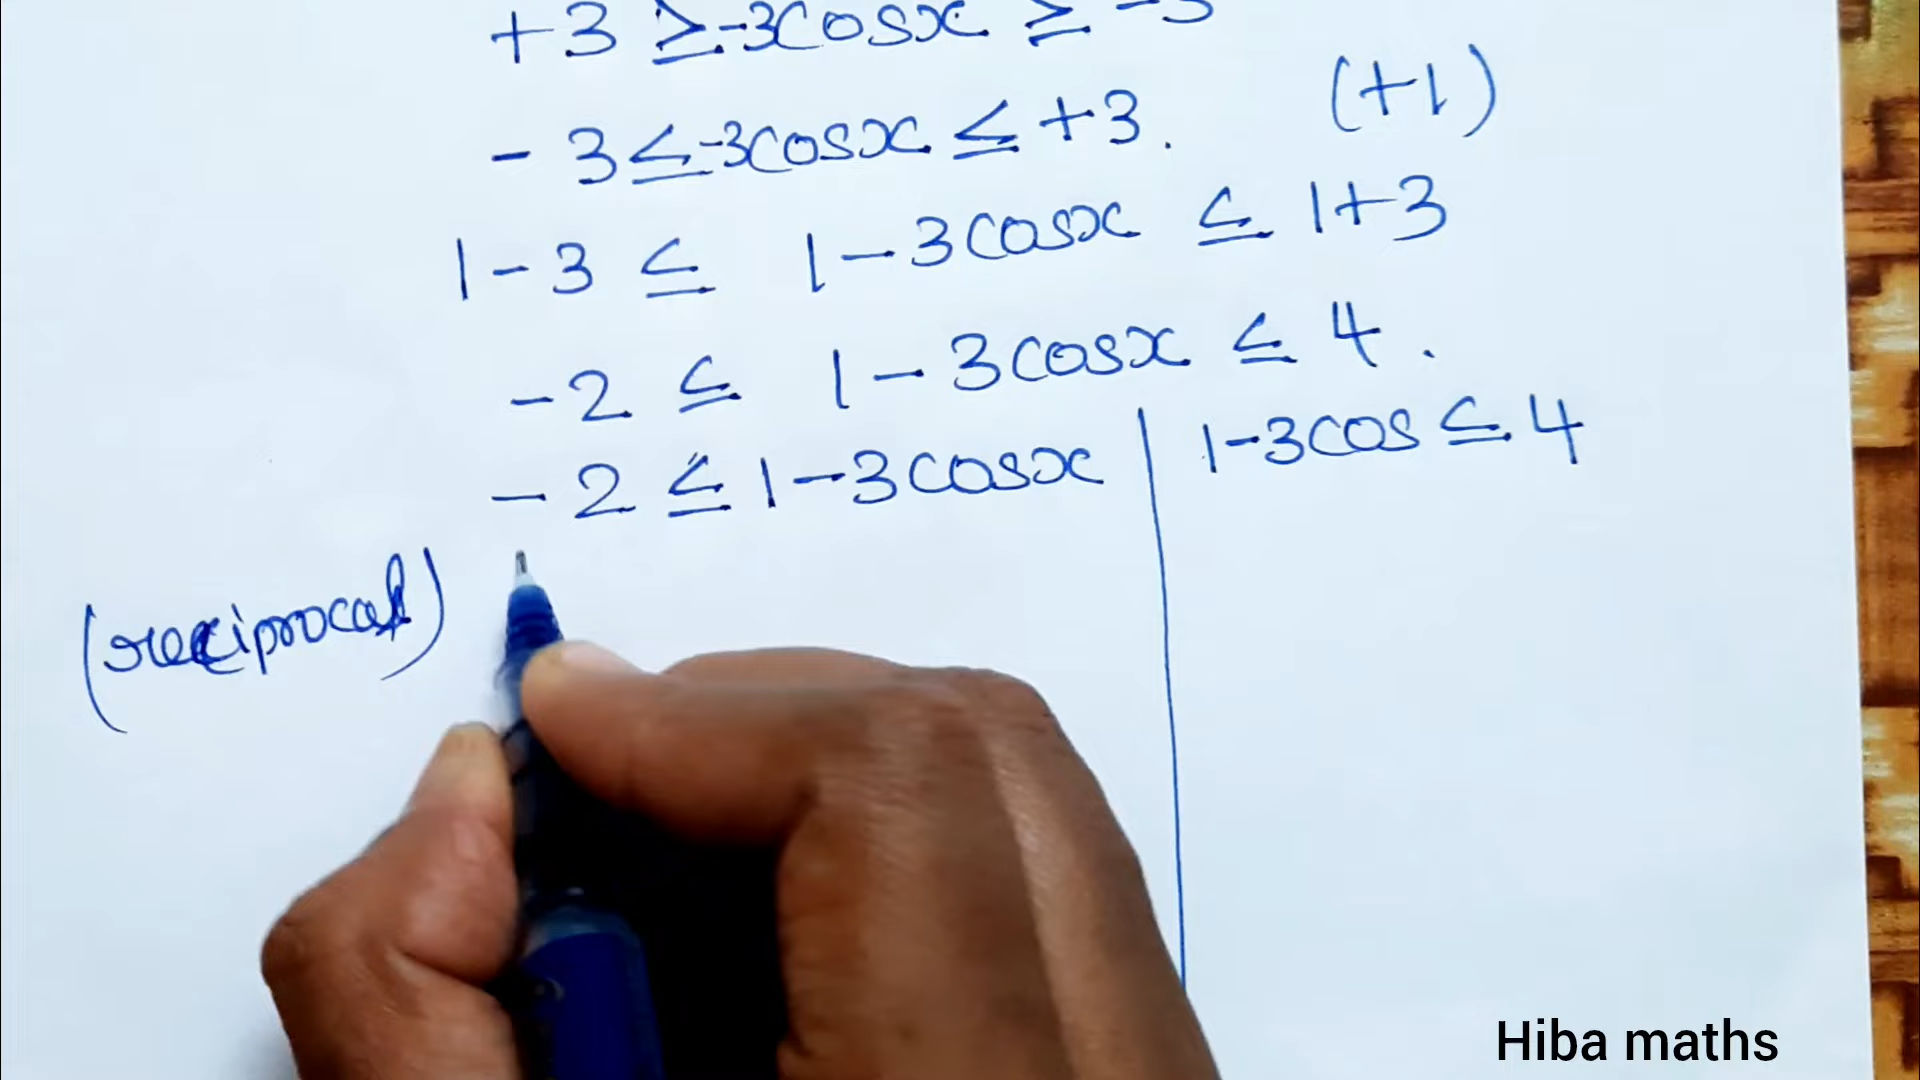 +3 ≥ -3cosx ≥ -3
- 3 ≤ -3cosx ≤ +3. (+1)
1 - 3 ≤ 1 - 3cosx ≤ 1+3
-2 ≤ 1 - 3cosx ≤ 4.
-2 ≤ 1 - 3cosx | 1-3cos ≤ 4
(reciprocal)
Hiba maths